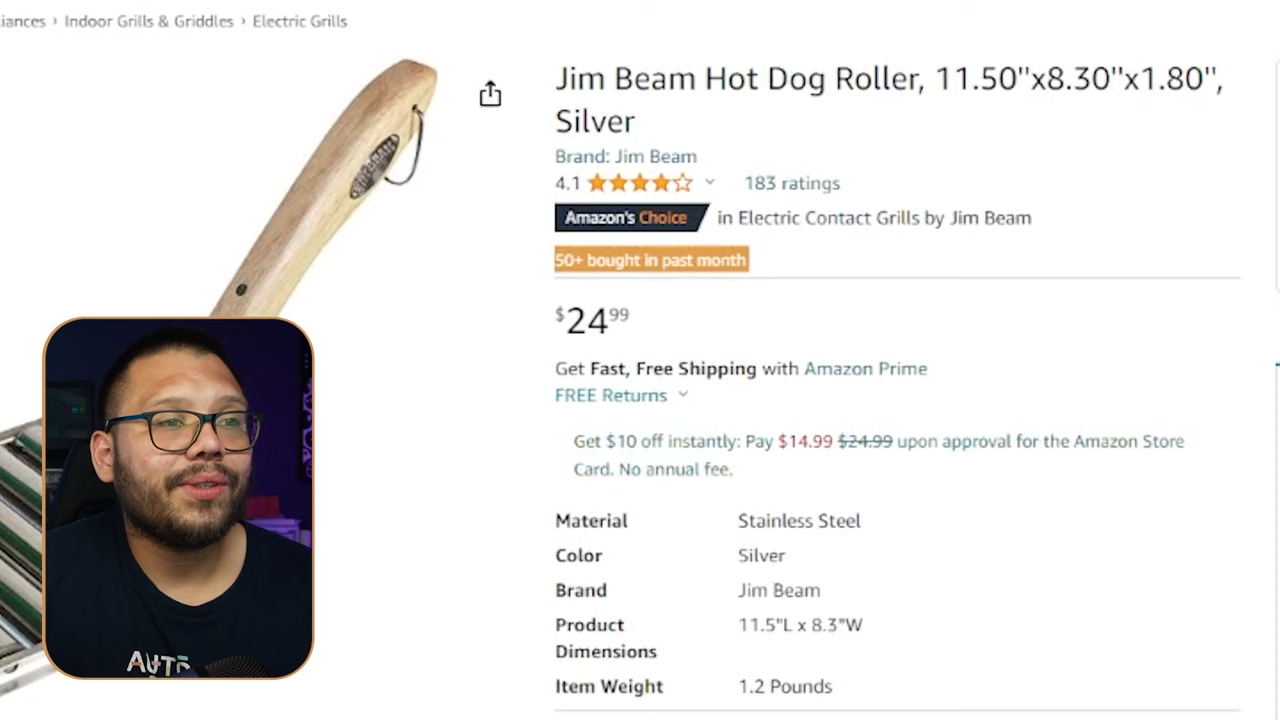 iances › Indoor Grills & Griddles › Electric Grills
Jim Beam Hot Dog Roller, 11.50"x8.30"x1.80",
Silver
Brand: Jim Beam
4.1 183 ratings
Amazon's Choice in Electric Contact Grills by Jim Beam
50+ bought in past month
$24 99
Get Fast, Free Shipping with Amazon Prime
FREE Returns
Get $10 off instantly: Pay $14.99 $24.99 upon approval for the Amazon Store
Card. No annual fee.
Material Stainless Steel
Color Silver
Brand Jim Beam
Product 11.5"L x 8.3"W
Dimensions
Item Weight 1.2 Pounds
JIM BEAM
AUT